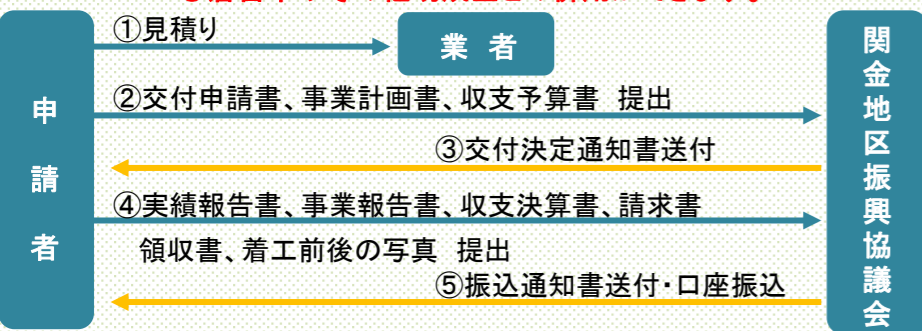 ①見積り
業者
申請者
②交付申請書、事業計画書、収支予算書 提出
③交付決定通知書送付
④実績報告書、事業報告書、収支決算書、請求書
領収書、着工前後の写真 提出
⑤振込通知書送付・口座振込
関金地区振興協議会